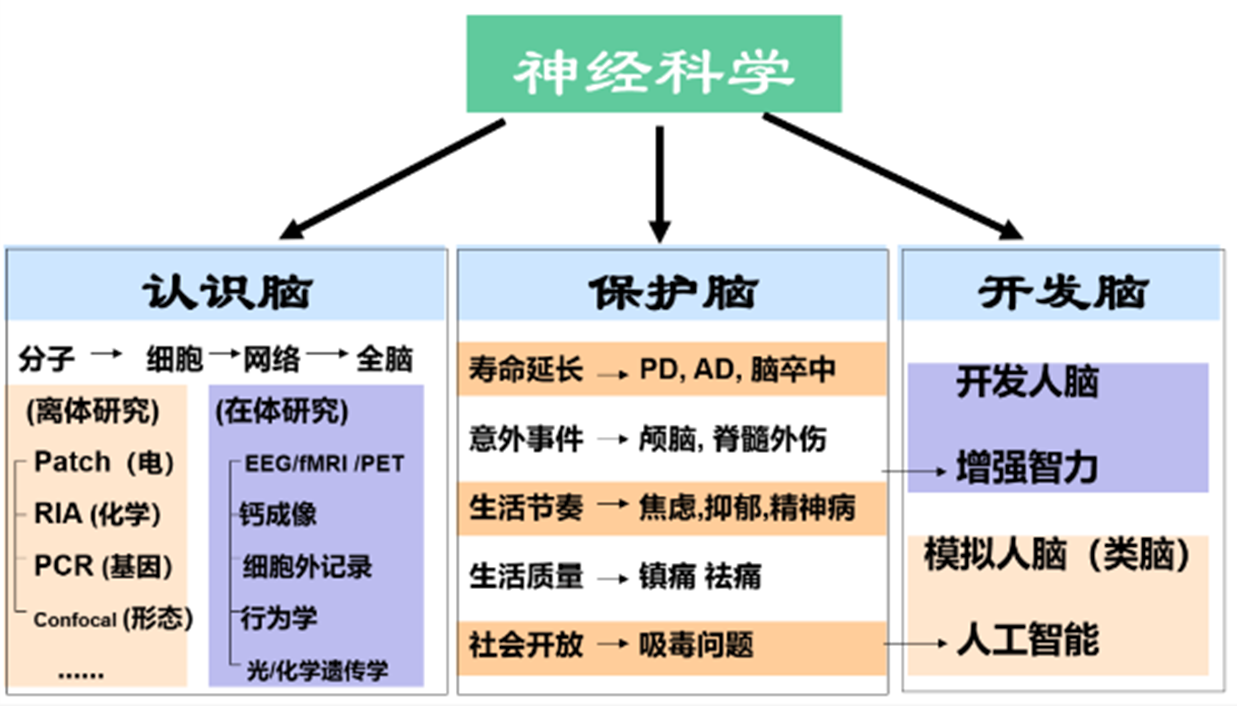 神经科学
认识脑
分子 → 细胞 → 网络 → 全脑
(离体研究)
Patch（电）
RIA (化学）
PCR (基因）
Confocal (形态）
……
(在体研究)
EEG/fMRI /PET
钙成像
细胞外记录
行为学
光/化学遗传学
保护脑
寿命延长 → PD, AD, 脑卒中
意外事件 → 颅脑, 脊髓外伤
生活节奏 → 焦虑,抑郁,精神病
生活质量 → 镇痛 祛痛
社会开放 → 吸毒问题
开发脑
开发人脑
增强智力
模拟人脑（类脑）
人工智能